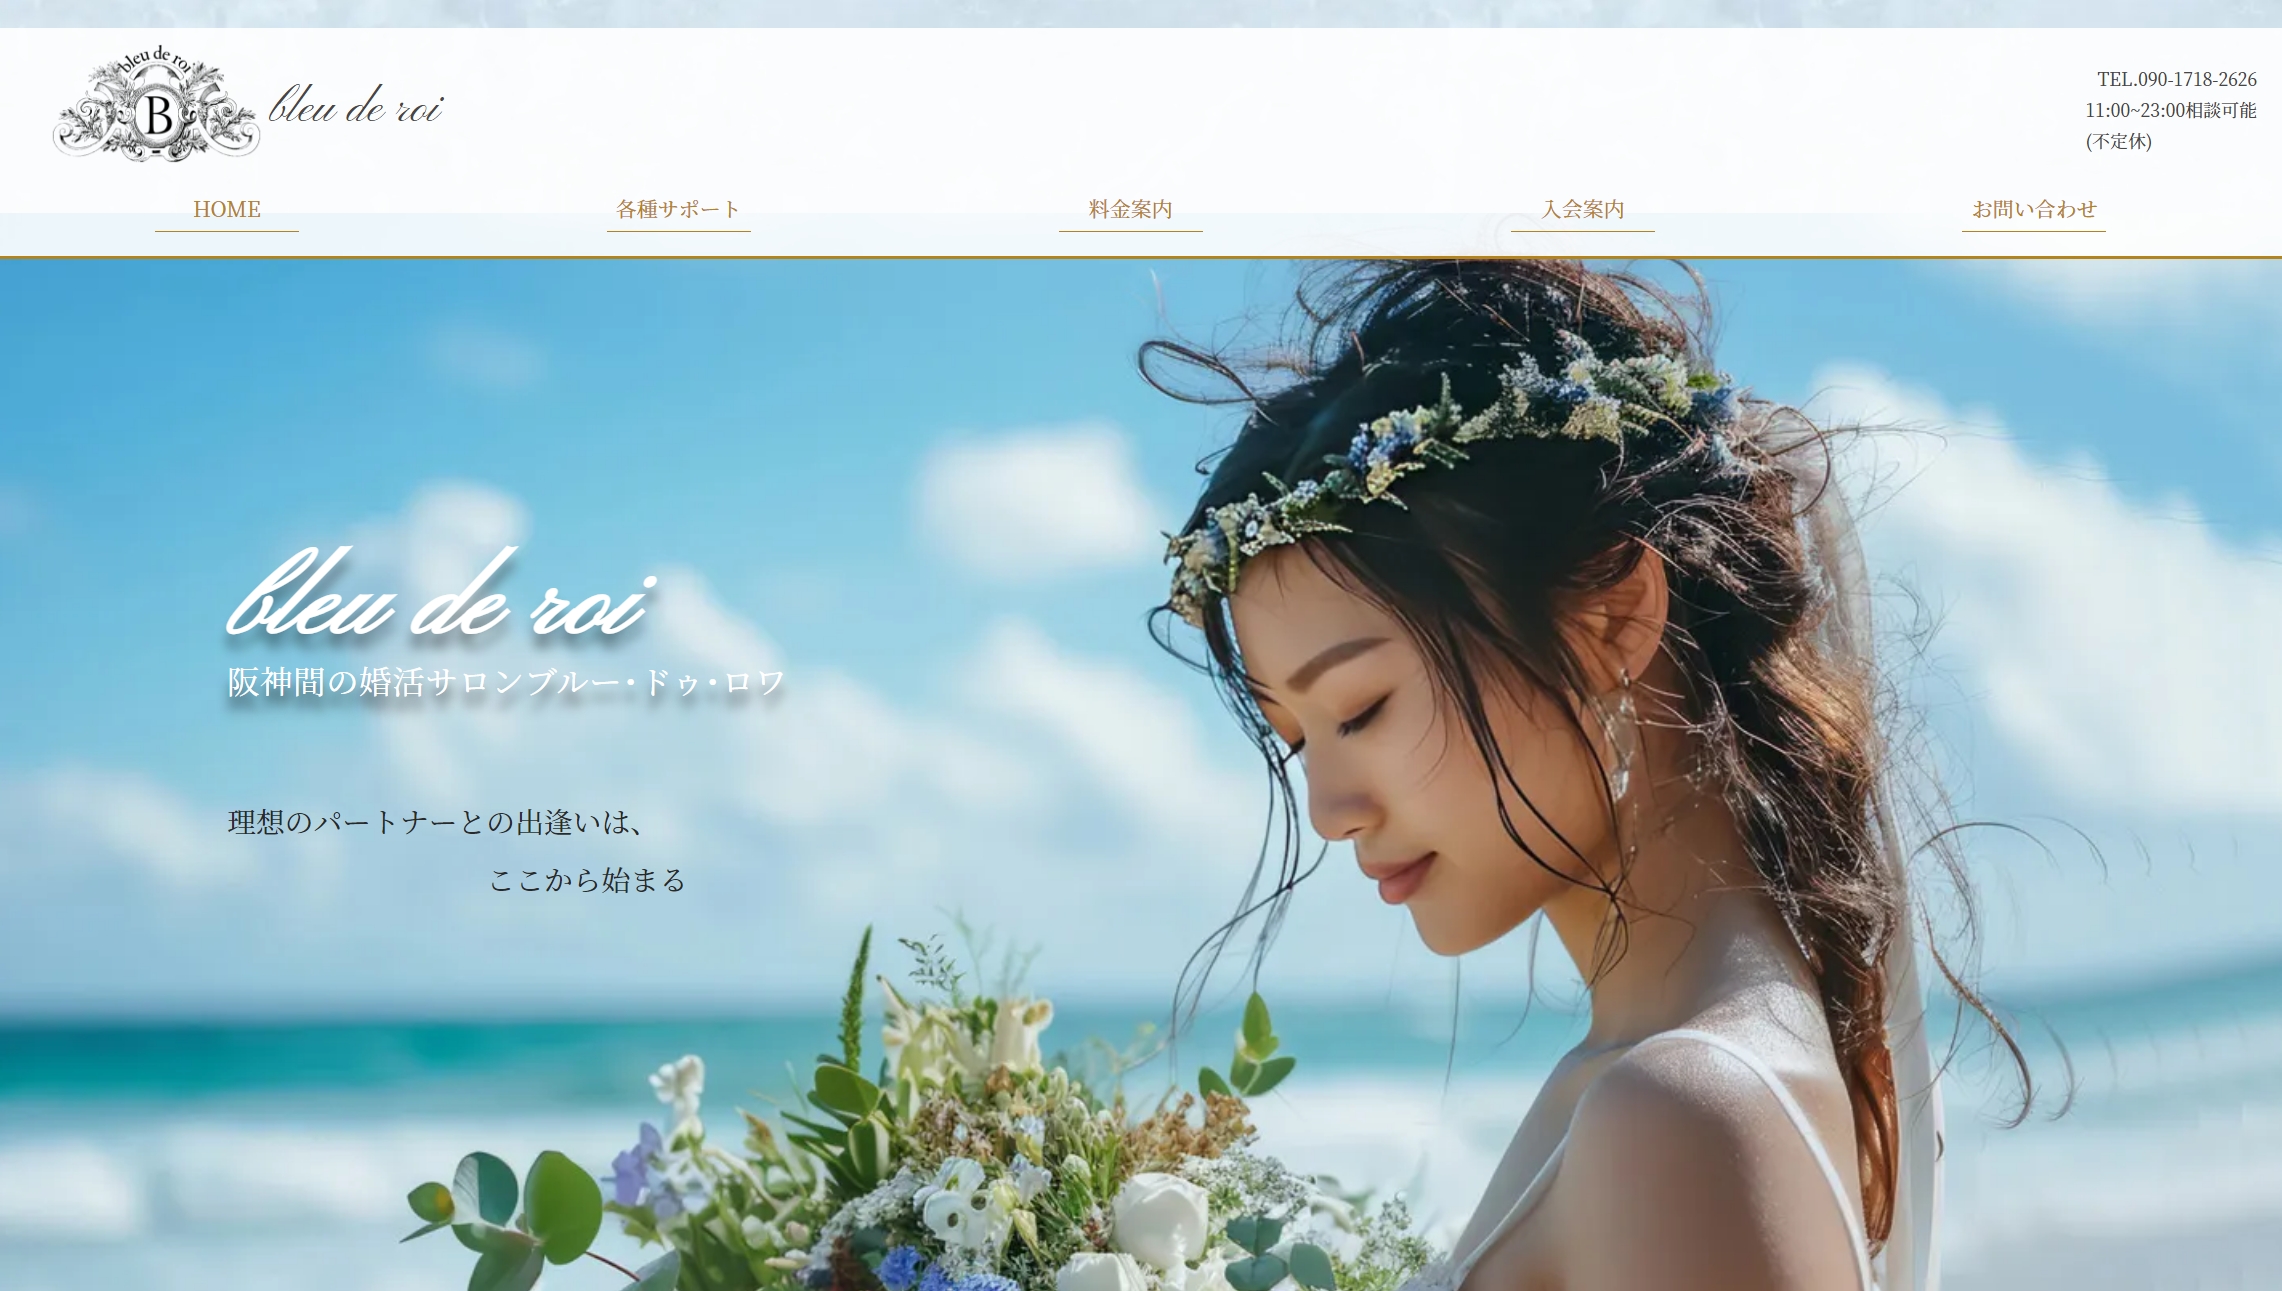 bleu de roi
B
bleu de roi
TEL.090-1718-2626
11:00~23:00相談可能
(不定休)
HOME
各種サポート
料金案内
入会案内
お問い合わせ
bleu de roi
阪神間の婚活サロンブルー・ドゥ・ロワ
理想のパートナーとの出逢いは、
ここから始まる